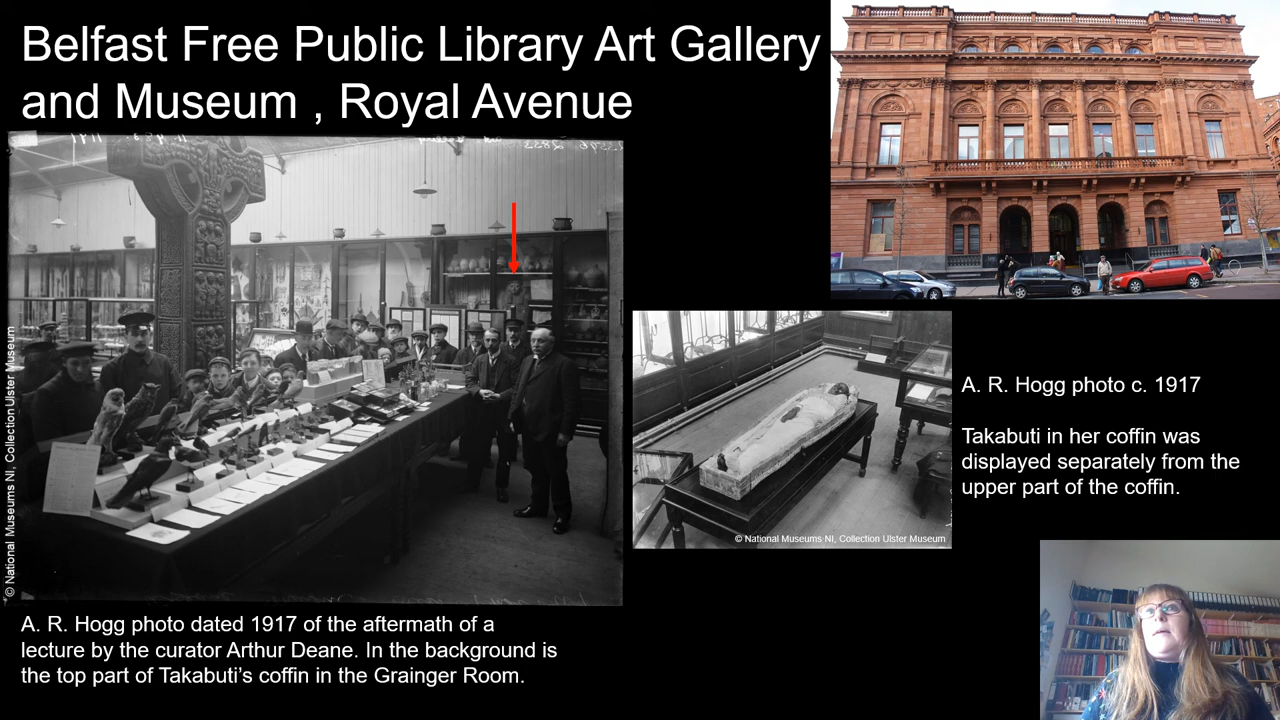 Belfast Free Public Library Art Gallery
and Museum , Royal Avenue
© National Museums NI, Collection Ulster Museum
© National Museums NI, Collection Ulster Museum
A. R. Hogg photo c. 1917
Takabuti in her coffin was
displayed separately from the
upper part of the coffin.
A. R. Hogg photo dated 1917 of the aftermath of a
lecture by the curator Arthur Deane. In the background is
the top part of Takabuti's coffin in the Grainger Room.